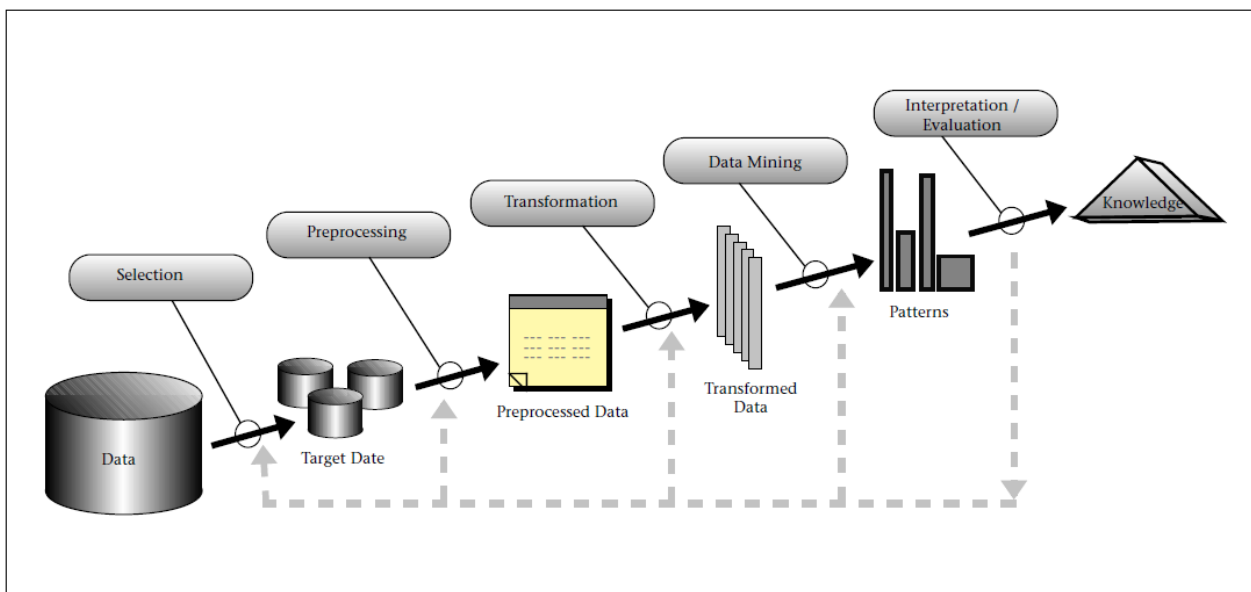 Interpretation /
Evaluation
Data Mining
Transformation
Preprocessing
Selection
Knowledge
Patterns
Transformed
Data
Preprocessed Data
Target Date
Data